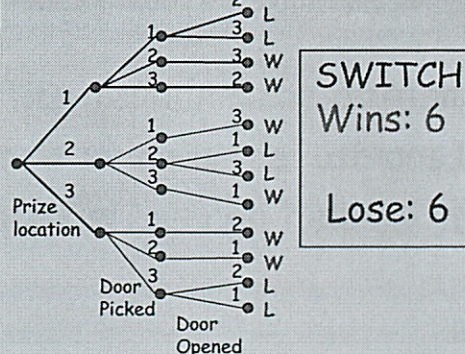 2 L
1 3 L
2 3 W
3 2 W
1
1 3 W
2 2 1 L
3 L
3 1 W
3
Prize
location
1 2 W
2 1 W
3 2 L
1 L
Door
Picked
Door
Opened
SWITCH
Wins: 6
Lose: 6